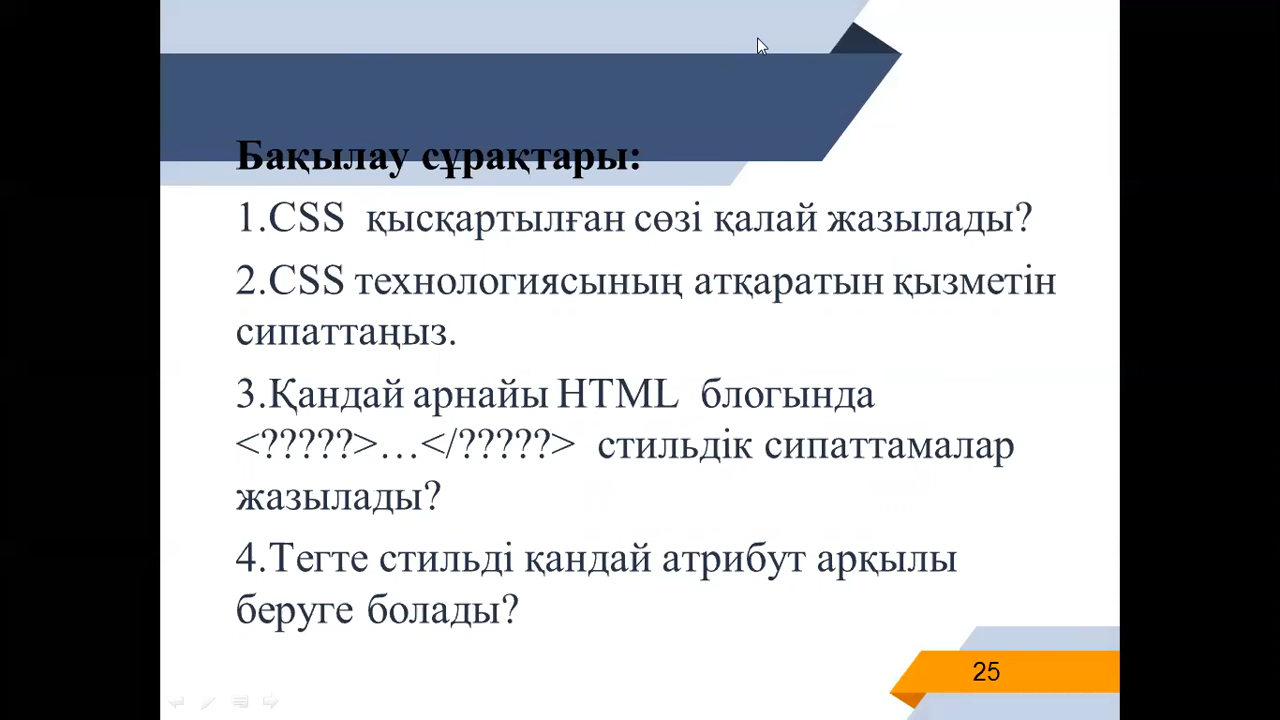 Бақылау сұрақтары:
1.CSS қысқартылған сөзі қалай жазылады?
2.CSS технологиясының атқаратын қызметін
сипаттаңыз.
3.Қандай арнайы HTML блогында
<?????>…</?????> стильдік сипаттамалар
жазылады?
4.Тегте стильді қандай атрибут арқылы
беруге болады?
25